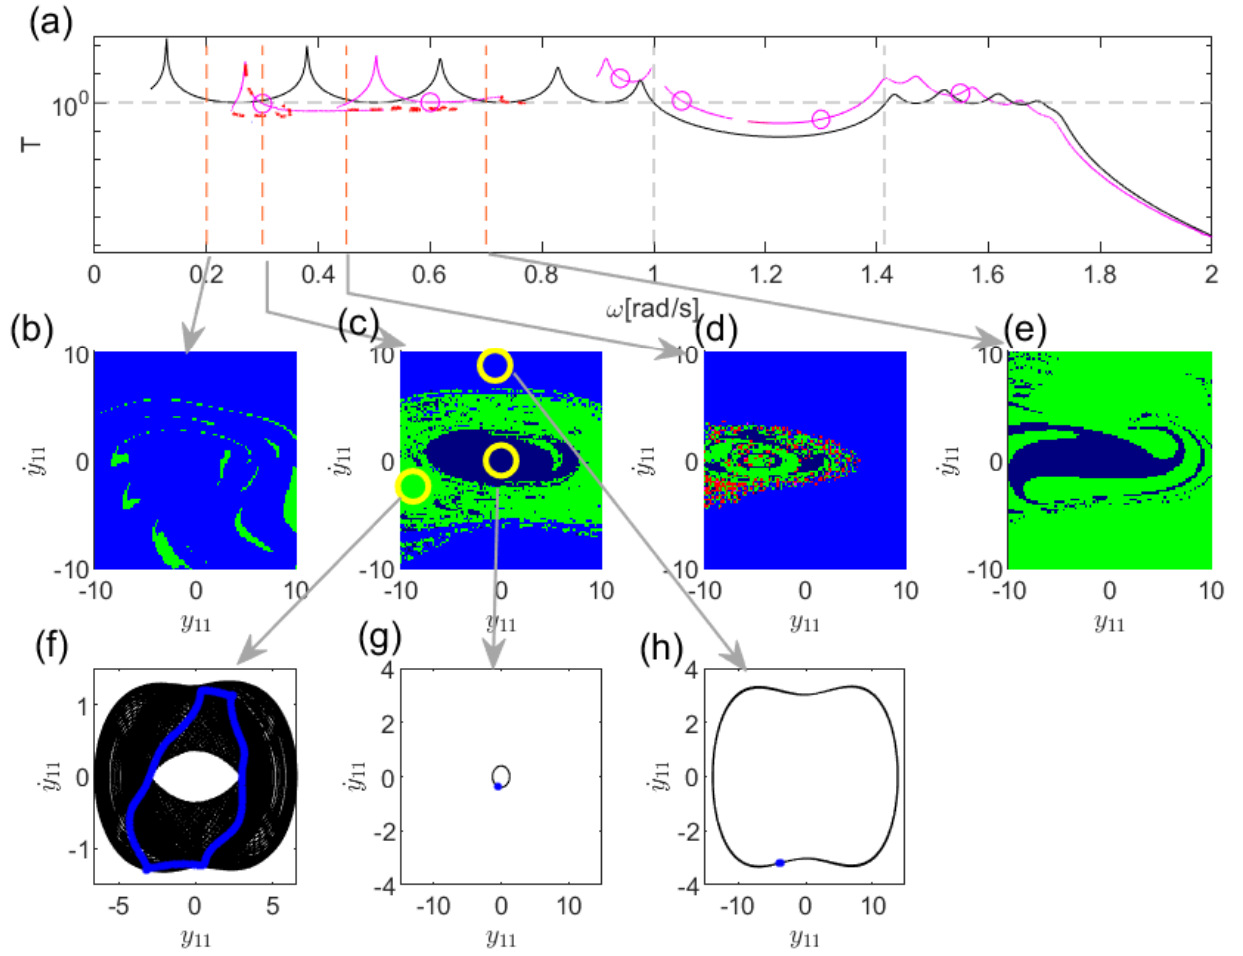 (a)
10⁰
T
0 0.2 0.4 0.6 0.8 1 1.2 1.4 1.6 1.8 2
ω[rad/s]
(b) (c) (d) (e)
10 10 10 10
ẏ₁₁ 0 ẏ₁₁ 0 ẏ₁₁ 0 ẏ₁₁ 0
-10 -10 -10 -10
-10 0 10 -10 0 10 -10 0 10 -10 0 10
y₁₁ y₁₁ y₁₁ y₁₁
(f) (g) (h)
4 4
1 2 2
ẏ₁₁ 0 ẏ₁₁ 0 ẏ₁₁ 0
-1 -2 -2
-4 -4
-5 0 5 -10 0 10 -10 0 10
y₁₁ y₁₁ y₁₁